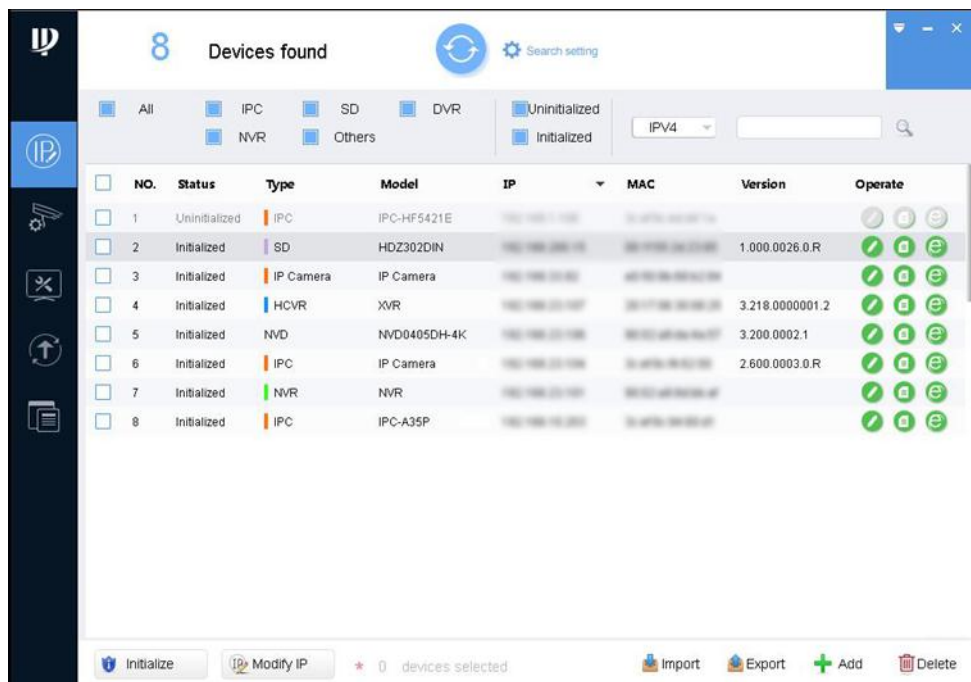 8 Devices found Search setting
All IPC SD DVR Uninitialized
NVR Others Initialized IPV4
NO. Status Type Model IP MAC Version Operate
1 Uninitialized IPC IPC-HF5421E
2 Initialized SD HDZ302DIN 1.000.0026.0.R
3 Initialized IP Camera IP Camera
4 Initialized HCVR XVR 3.218.0000001.2
5 Initialized NVD NVD0405DH-4K 3.200.0002.1
6 Initialized IPC IP Camera 2.600.0003.0.R
7 Initialized NVR NVR
8 Initialized IPC IPC-A35P
Initialize IP Modify IP * 0 devices selected Import Export Add Delete